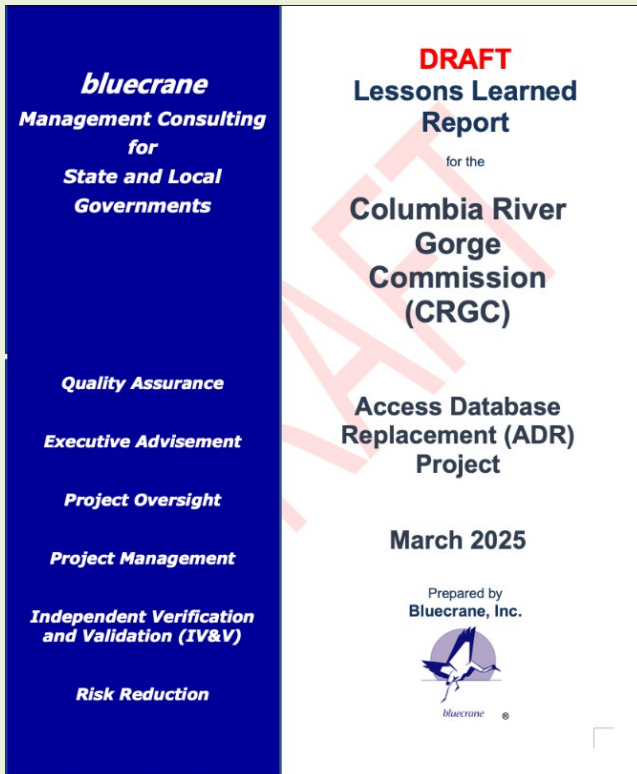 bluecrane
Management Consulting
for
State and Local
Governments
Quality Assurance
Executive Advisement
Project Oversight
Project Management
Independent Verification
and Validation (IV&V)
Risk Reduction
DRAFT
Lessons Learned
Report
for the
Columbia River
Gorge
Commission
(CRGC)
Access Database
Replacement (ADR)
Project
March 2025
Prepared by
Bluecrane, Inc.
bluecrane ®
DRAFT